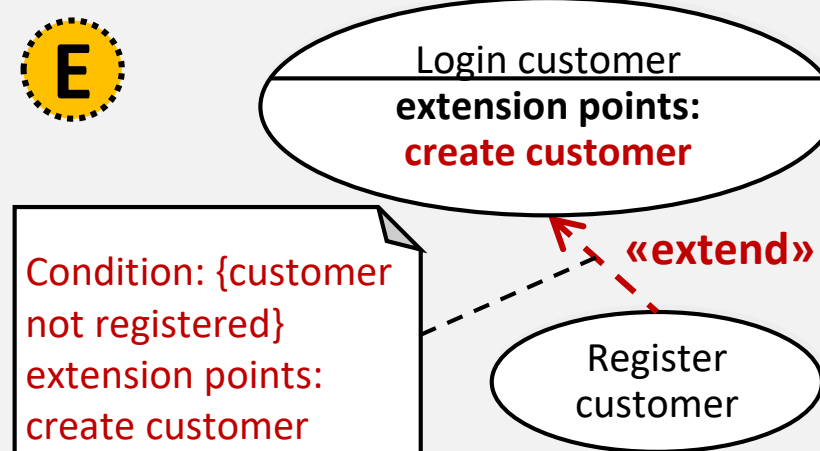 E
Login customer
extension points:
create customer
«extend»
Condition: {customer
not registered}
extension points:
create customer
Register
customer